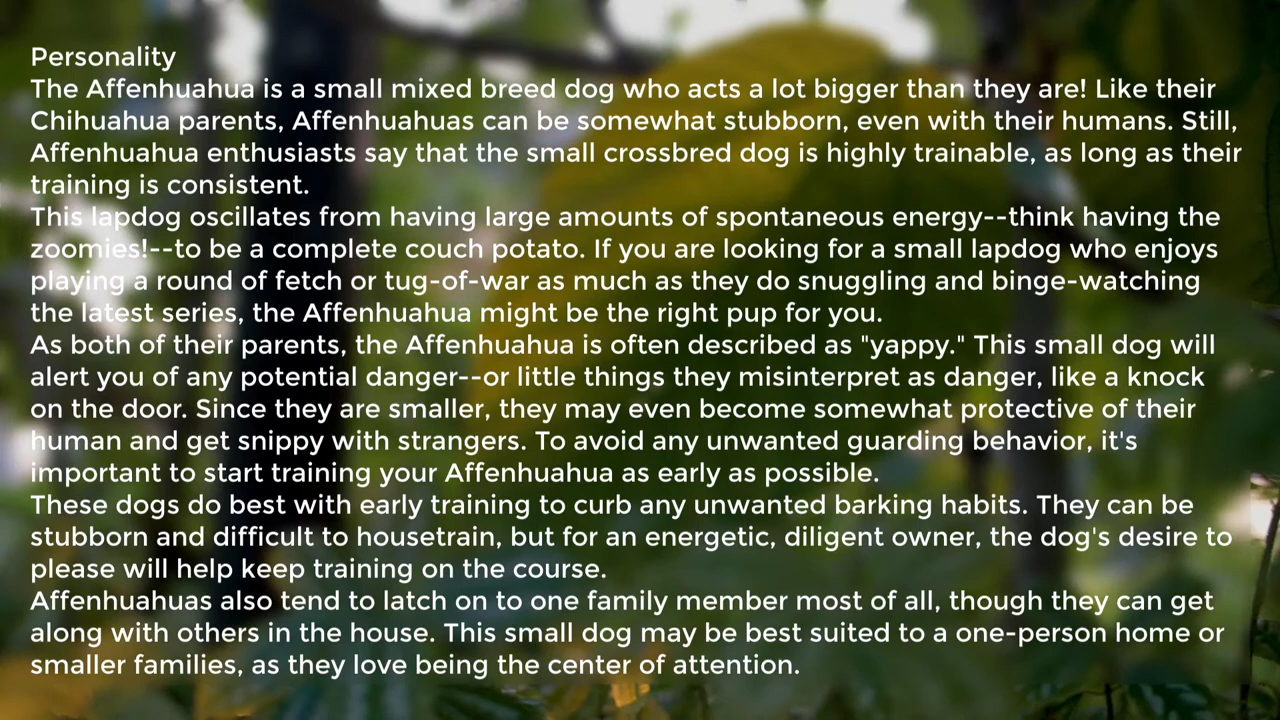 Personality
The Affenhuahua is a small mixed breed dog who acts a lot bigger than they are! Like their
Chihuahua parents, Affenhuahuas can be somewhat stubborn, even with their humans. Still,
Affenhuahua enthusiasts say that the small crossbred dog is highly trainable, as long as their
training is consistent.
This lapdog oscillates from having large amounts of spontaneous energy--think having the
zoomies!--to be a complete couch potato. If you are looking for a small lapdog who enjoys
playing a round of fetch or tug-of-war as much as they do snuggling and binge-watching
the latest series, the Affenhuahua might be the right pup for you.
As both of their parents, the Affenhuahua is often described as "yappy." This small dog will
alert you of any potential danger--or little things they misinterpret as danger, like a knock
on the door. Since they are smaller, they may even become somewhat protective of their
human and get snippy with strangers. To avoid any unwanted guarding behavior, it's
important to start training your Affenhuahua as early as possible.
These dogs do best with early training to curb any unwanted barking habits. They can be
stubborn and difficult to housetrain, but for an energetic, diligent owner, the dog's desire to
please will help keep training on the course.
Affenhuahuas also tend to latch on to one family member most of all, though they can get
along with others in the house. This small dog may be best suited to a one-person home or
smaller families, as they love being the center of attention.